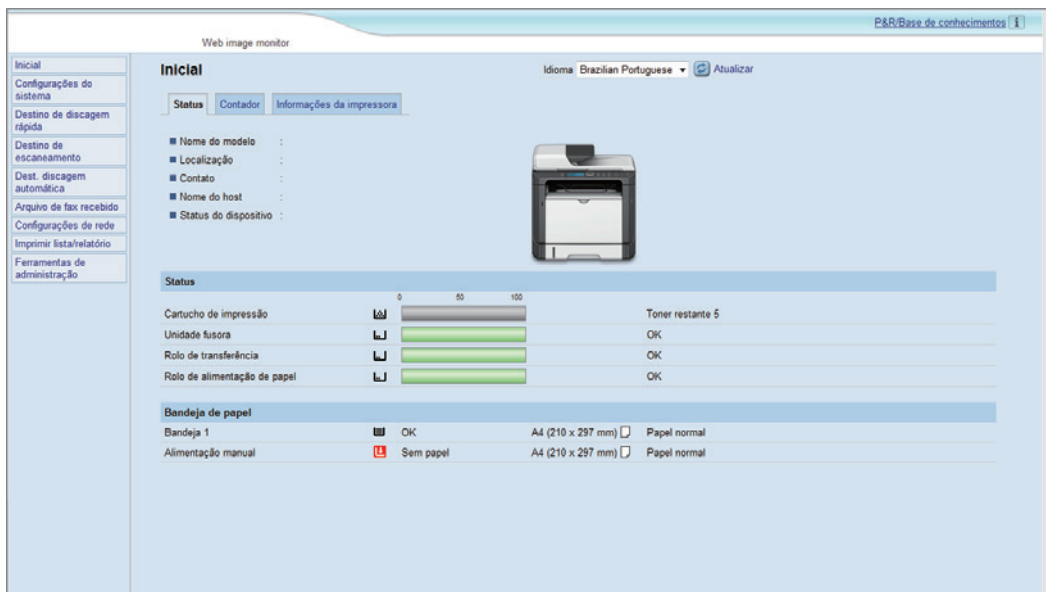 P&R/Base de conhecimentos
Web image monitor
Inicial
Configurações do
sistema
Destino de discagem
rápida
Destino de
escaneamento
Dest. discagem
automática
Arquivo de fax recebido
Configurações de rede
Imprimir lista/relatório
Ferramentas de
administração
Inicial
Idioma Brazilian Portuguese Atualizar
Status Contador Informações da impressora
Nome do modelo :
Localização :
Contato :
Nome do host :
Status do dispositivo :
Status
0 50 100
Cartucho de impressão Toner restante 5
Unidade fusora OK
Rolo de transferência OK
Rolo de alimentação de papel OK
Bandeja de papel
Bandeja 1 OK A4 (210 x 297 mm) Papel normal
Alimentação manual Sem papel A4 (210 x 297 mm) Papel normal